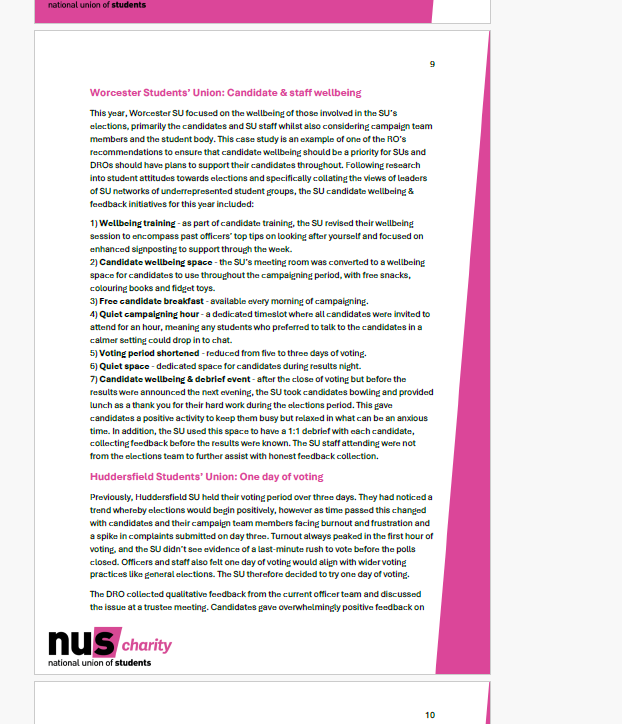 national union of students
9
Worcester Students' Union: Candidate & staff wellbeing
This year, Worcester SU focused on the wellbeing of those involved in the SU's
elections, primarily the candidates and SU staff whilst also considering campaign team
members and the student body. This case study is an example of one of the RO's
recommendations to ensure that candidate wellbeing should be a priority for SUs and
DROs should have plans to support their candidates throughout. Following research
into student attitudes towards elections and specifically collating the views of leaders
of SU networks of underrepresented student groups, the SU candidate wellbeing &
feedback initiatives for this year included:
1) Wellbeing training - as part of candidate training, the SU revised their wellbeing
session to encompass past officers' top tips on looking after yourself and focused on
enhanced signposting to support through the week.
2) Candidate wellbeing space - the SU's meeting room was converted to a wellbeing
space for candidates to use throughout the campaigning period, with free snacks,
colouring books and fidget toys.
3) Free candidate breakfast - available every morning of campaigning.
4) Quiet campaigning hour - a dedicated timeslot where all candidates were invited to
attend for an hour, meaning any students who preferred to talk to the candidates in a
calmer setting could drop in to chat.
5) Voting period shortened - reduced from five to three days of voting.
6) Quiet space - dedicated space for candidates during results night.
7) Candidate wellbeing & debrief event - after the close of voting but before the
results were announced the next evening, the SU took candidates bowling and provided
lunch as a thank you for their hard work during the elections period. This gave
candidates a positive activity to keep them busy but relaxed in what can be an anxious
time. In addition, the SU used this space to have a 1:1 debrief with each candidate,
collecting feedback before the results were known. The SU staff attending were not
from the elections team to further assist with honest feedback collection.
Huddersfield Students' Union: One day of voting
Previously, Huddersfield SU held their voting period over three days. They had noticed a
trend whereby elections would begin positively, however as time passed this changed
with candidates and their campaign team members facing burnout and frustration and
a spike in complaints submitted on day three. Turnout always peaked in the first hour of
voting, and the SU didn't see evidence of a last-minute rush to vote before the polls
closed. Officers and staff also felt one day of voting would align with wider voting
practices like general elections. The SU therefore decided to try one day of voting.
The DRO collected qualitative feedback from the current officer team and discussed
the issue at a trustee meeting. Candidates gave overwhelmingly positive feedback on
nus charity
national union of students
10